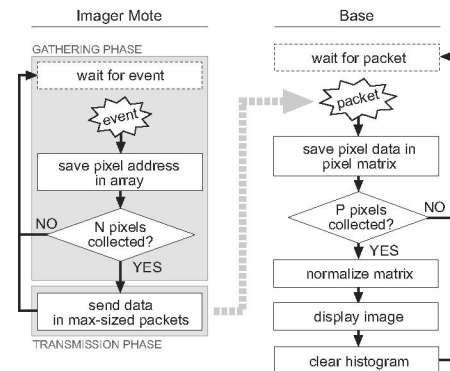 Imager Mote
GATHERING PHASE
wait for event
event
save pixel address
in array
N pixels
collected?
NO
YES
send data
in max-sized packets
TRANSMISSION PHASE
Base
wait for packet
packet
save pixel data in
pixel matrix
P pixels
collected?
NO
YES
normalize matrix
display image
clear histogram